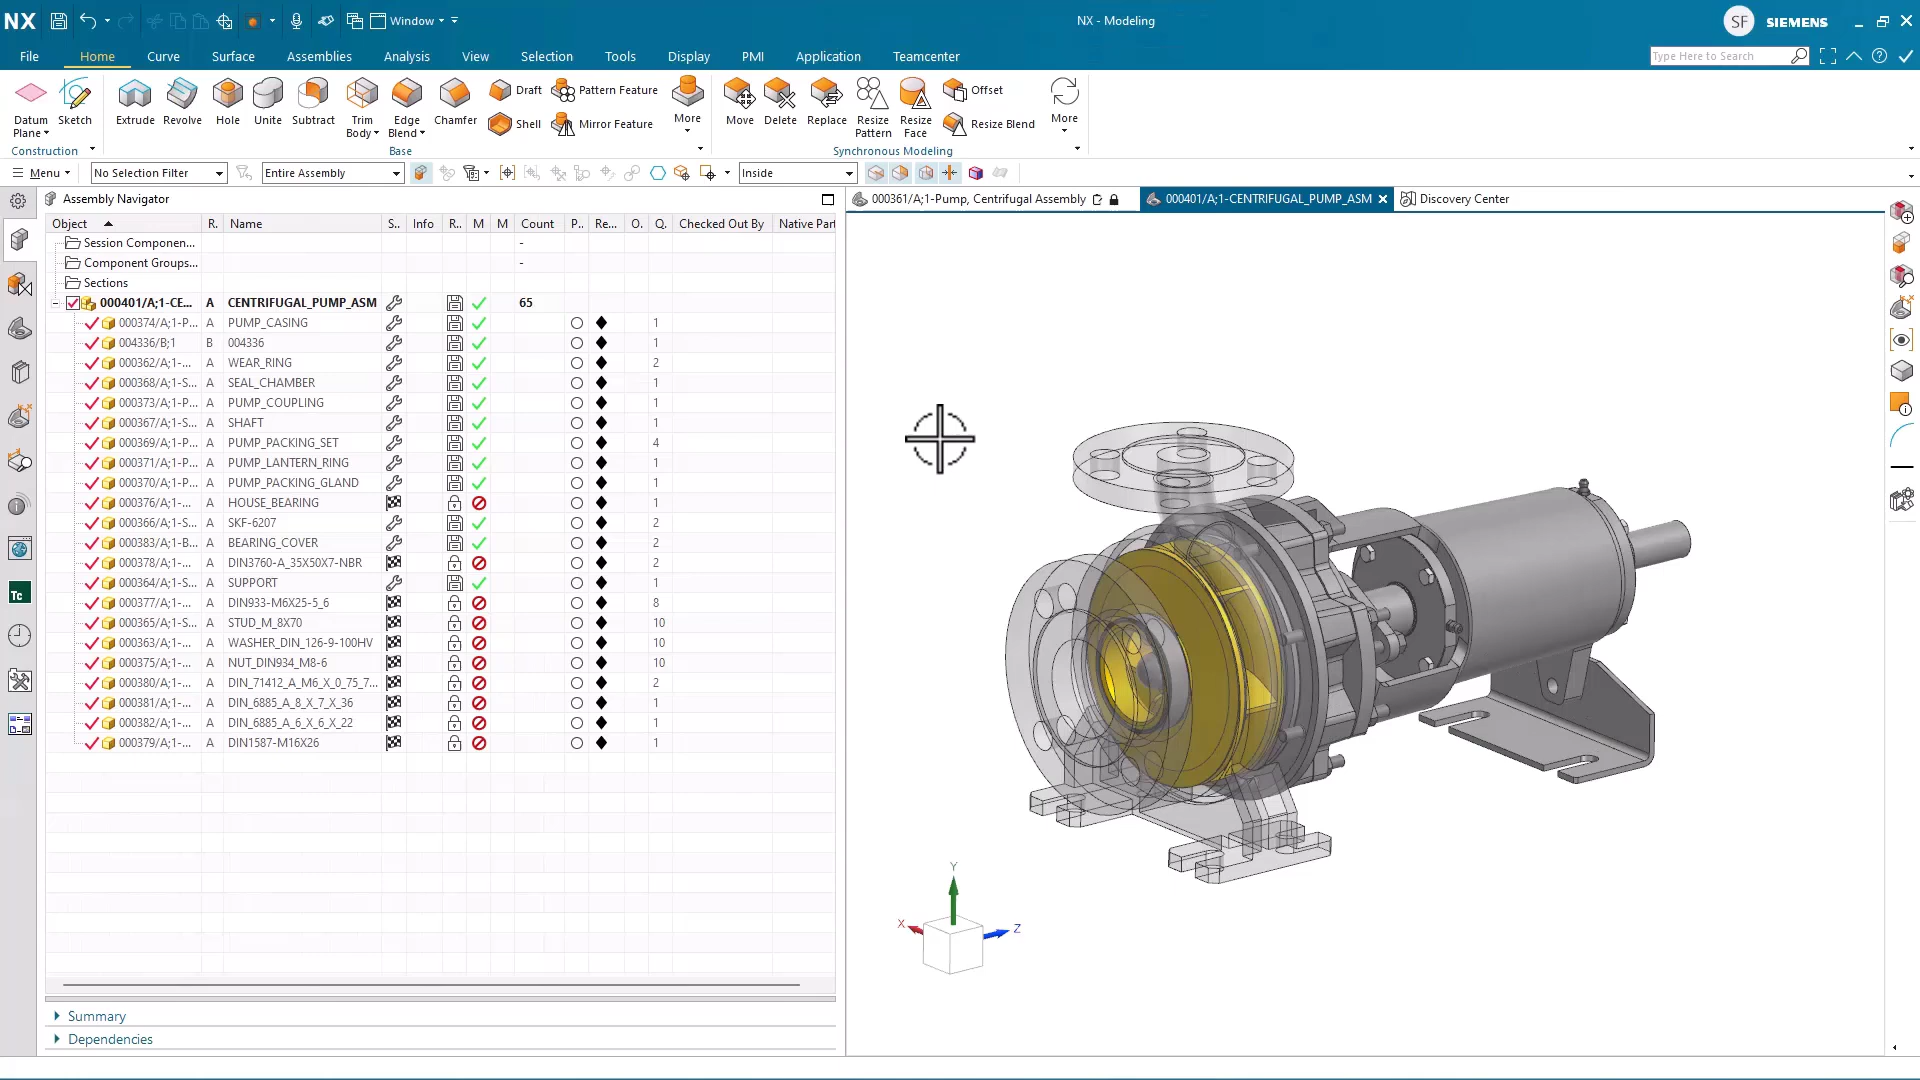 NX Window NX - Modeling SF SIEMENS
File Home Curve Surface Assemblies Analysis View Selection Tools Display PMI Application Teamcenter Type Here to Search
Datum Plane Sketch Extrude Revolve Hole Unite Subtract Trim Body Edge Blend Chamfer Draft Shell Pattern Feature Mirror Feature More Move Delete Replace Resize Pattern Resize Face Offset Resize Blend More
Construction Base Synchronous Modeling
Menu No Selection Filter Entire Assembly Inside
Assembly Navigator 000361/A;1-Pump, Centrifugal Assembly 000401/A;1-CENTRIFUGAL_PUMP_ASM Discovery Center
Object R. Name S.. Info R.. M M Count P.. Re... O. Q. Checked Out By Native Part
Session Componen... -
Component Groups... -
Sections
000401/A;1-CE... A CENTRIFUGAL_PUMP_ASM 65
000374/A;1-P... A PUMP_CASING 1
004336/B;1 B 004336 1
000362/A;1-... A WEAR_RING 2
000368/A;1-S... A SEAL_CHAMBER 1
000373/A;1-P... A PUMP_COUPLING 1
000367/A;1-S... A SHAFT 1
000369/A;1-P... A PUMP_PACKING_SET 4
000371/A;1-P... A PUMP_LANTERN_RING 1
000370/A;1-P... A PUMP_PACKING_GLAND 1
000376/A;1-... A HOUSE_BEARING 1
000366/A;1-S... A SKF-6207 2
000383/A;1-B... A BEARING_COVER 2
000378/A;1-... A DIN3760-A_35X50X7-NBR 2
000364/A;1-S... A SUPPORT 1
000377/A;1-... A DIN933-M6X25-5_6 8
000365/A;1-S... A STUD_M_8X70 10
000363/A;1-... A WASHER_DIN_126-9-100HV 10
000375/A;1-... A NUT_DIN934_M8-6 10
000380/A;1-... A DIN_71412_A_M6_X_0_75_7... 2
000381/A;1-... A DIN_6885_A_8_X_7_X_36 1
000382/A;1-... A DIN_6885_A_6_X_6_X_22 1
000379/A;1-... A DIN1587-M16X26 1
Tc
Y
X Z
Summary
Dependencies